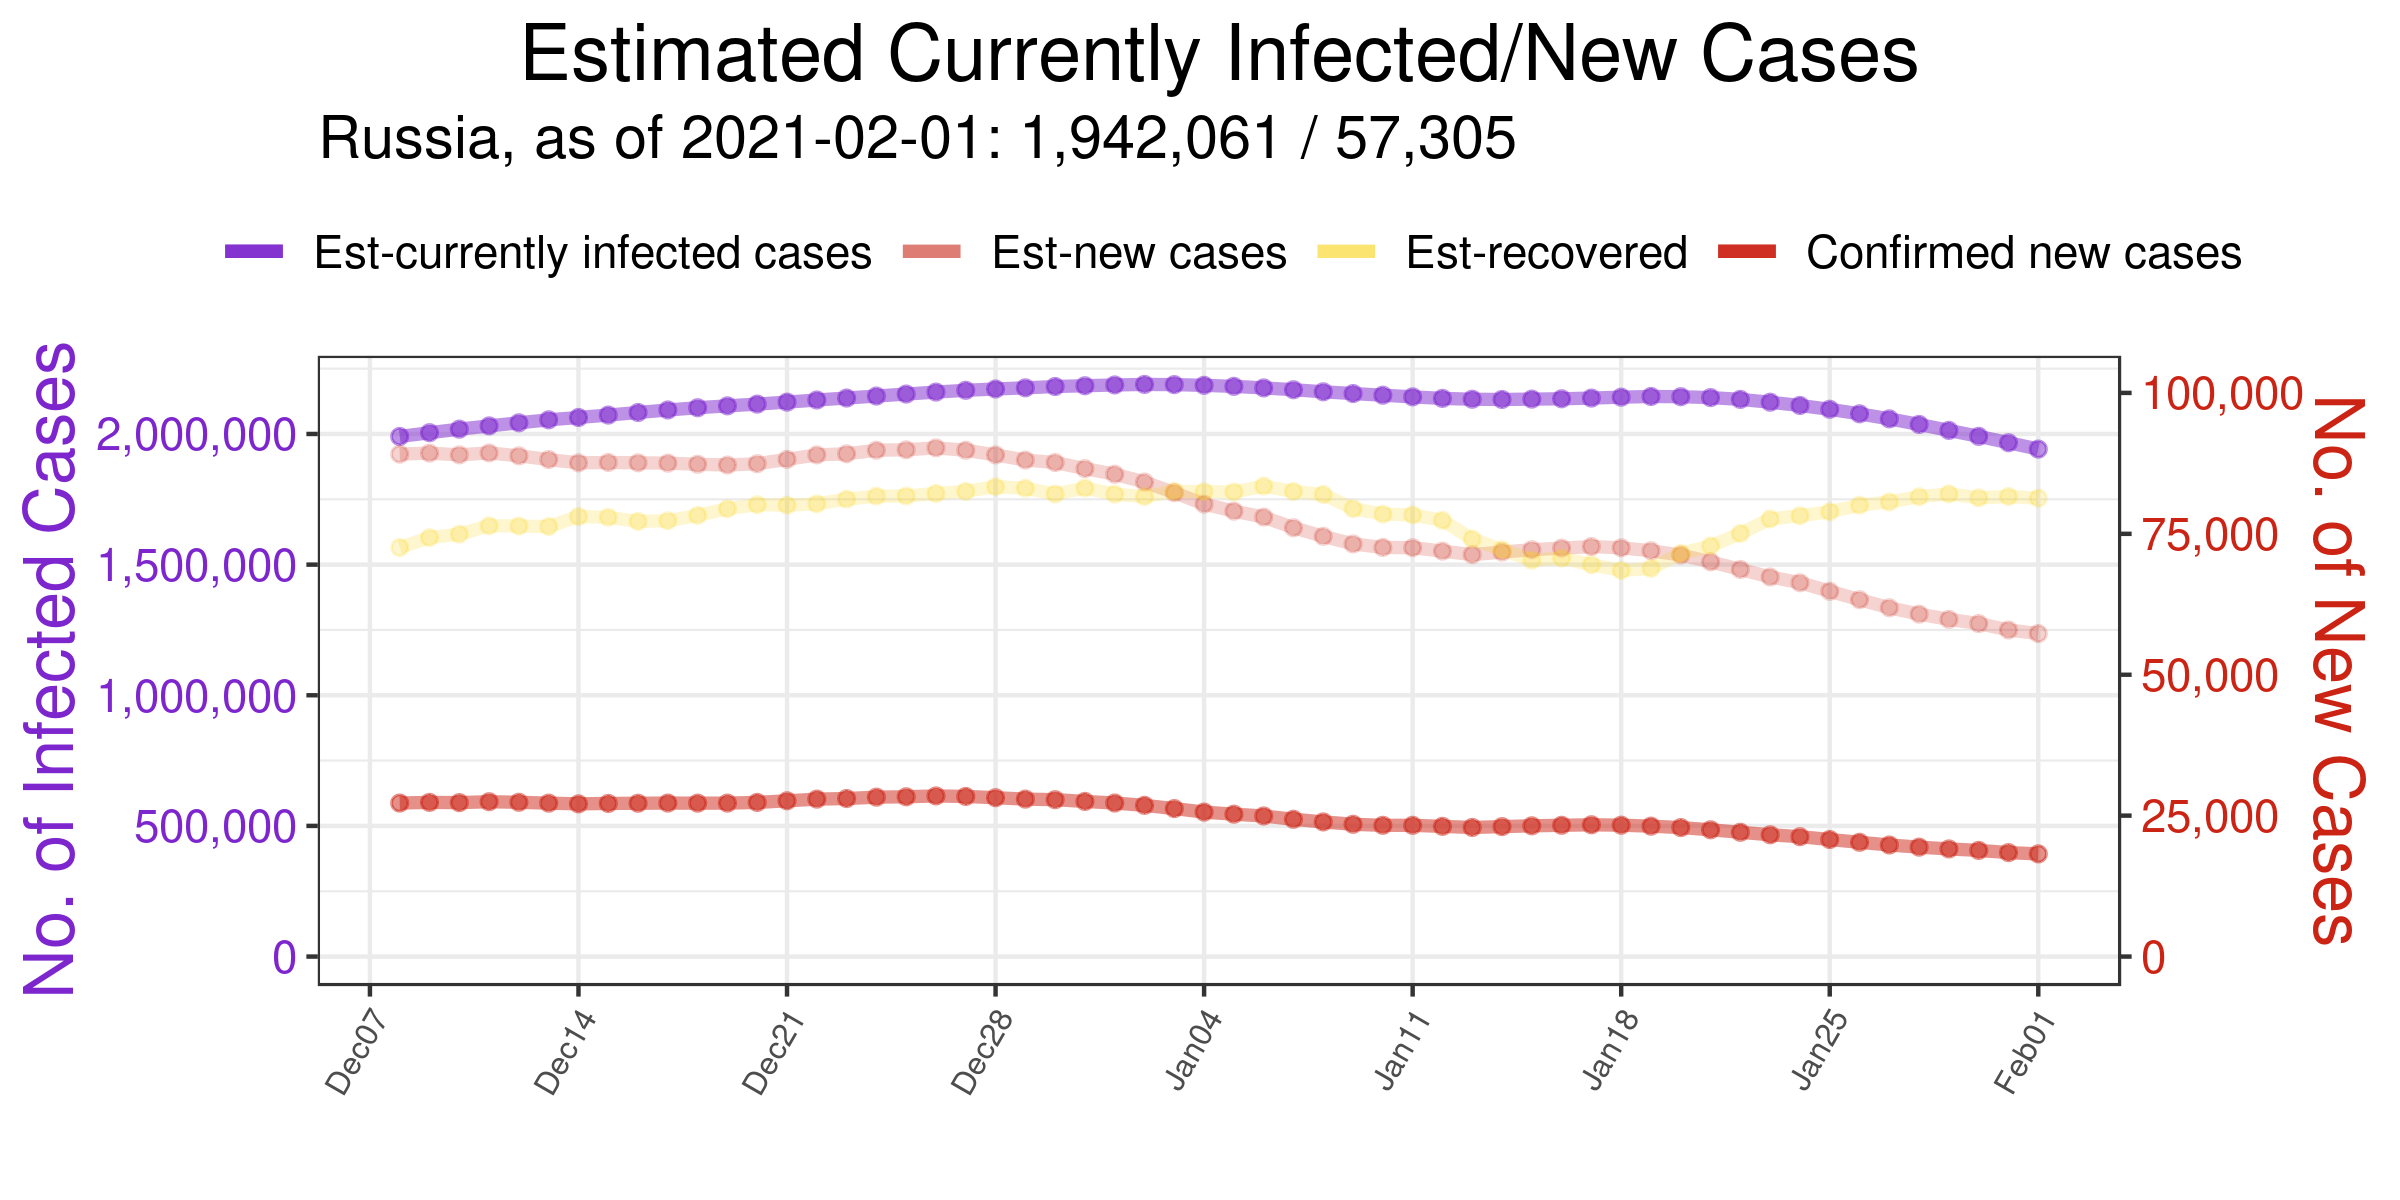 Estimated Currently Infected/New Cases
Russia, as of 2021-02-01: 1,942,061 / 57,305
Est-currently infected cases Est-new cases Est-recovered Confirmed new cases
No. of Infected Cases
2,000,000
1,500,000
1,000,000
500,000
0
100,000
75,000
50,000
25,000
0
No. of New Cases
Dec07 Dec14 Dec21 Dec28 Jan04 Jan11 Jan18 Jan25 Feb01